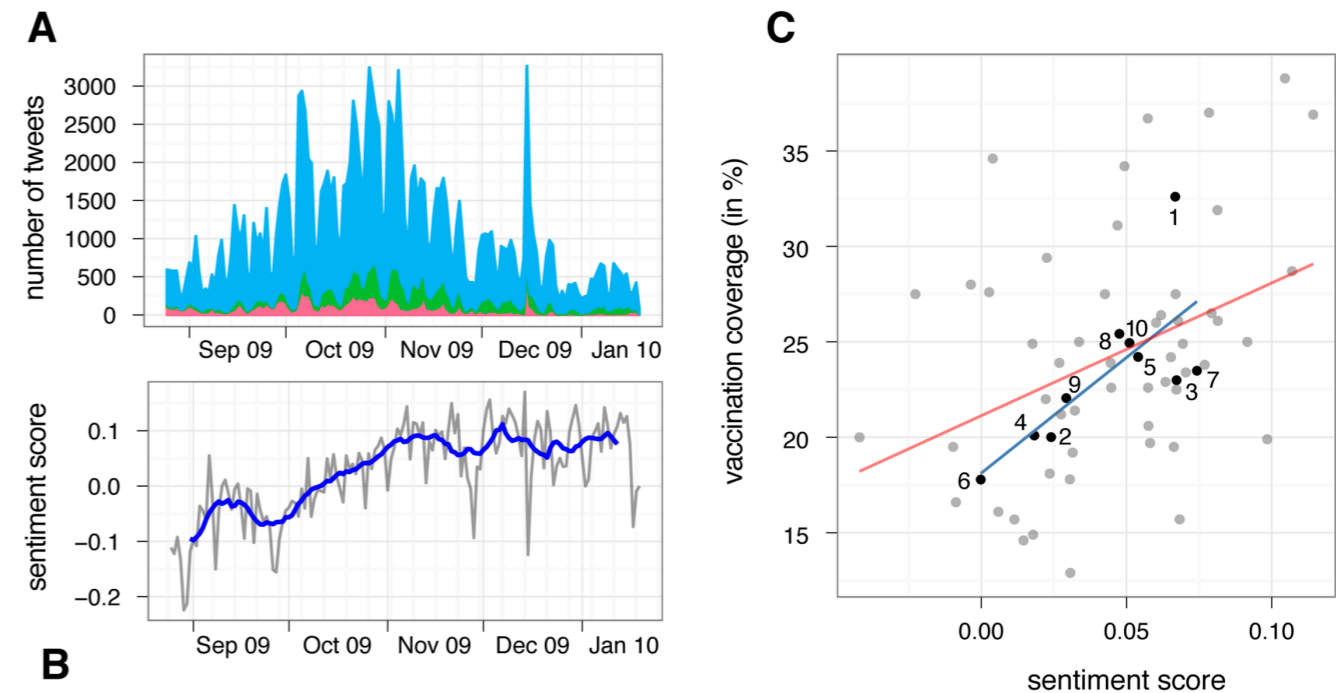 A
number of tweets
3000
2500
2000
1500
1000
500
0
Sep 09 Oct 09 Nov 09 Dec 09 Jan 10
sentiment score
0.1
0.0
−0.1
−0.2
Sep 09 Oct 09 Nov 09 Dec 09 Jan 10
B
C
vaccination coverage (in %)
35
30
25
20
15
1
10
8
5
7
3
9
4
2
6
0.00 0.05 0.10
sentiment score